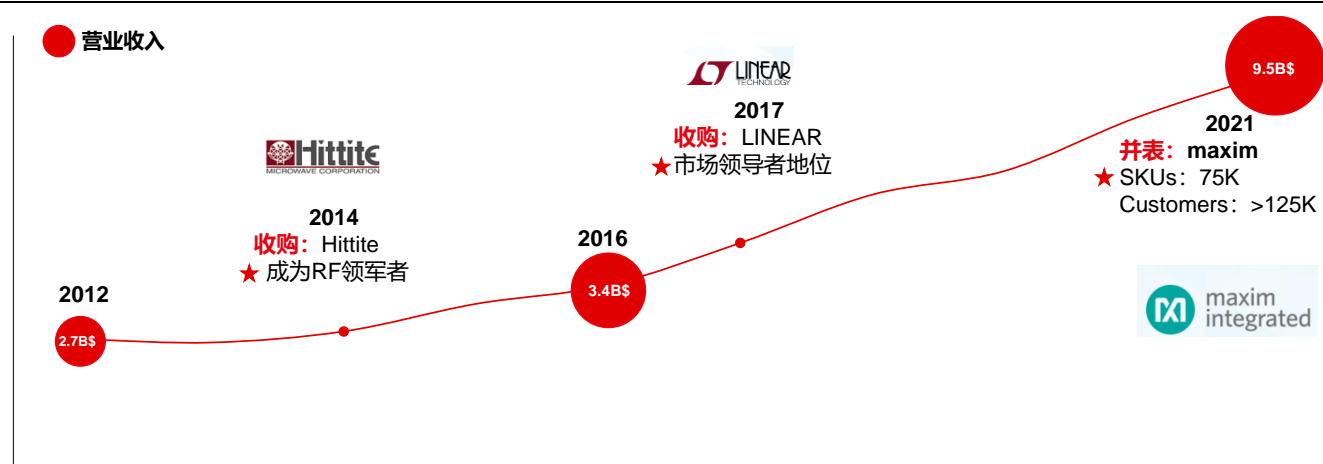 营业收入
2012
2.7B$
Hittite
MICROWAVE CORPORATION
2014
收购：Hittite
★ 成为RF领军者
2016
3.4B$
LINEAR
TECHNOLOGY
2017
收购：LINEAR
★市场领导者地位
9.5B$
2021
并表：maxim
★ SKUs：75K
Customers：>125K
maxim
integrated